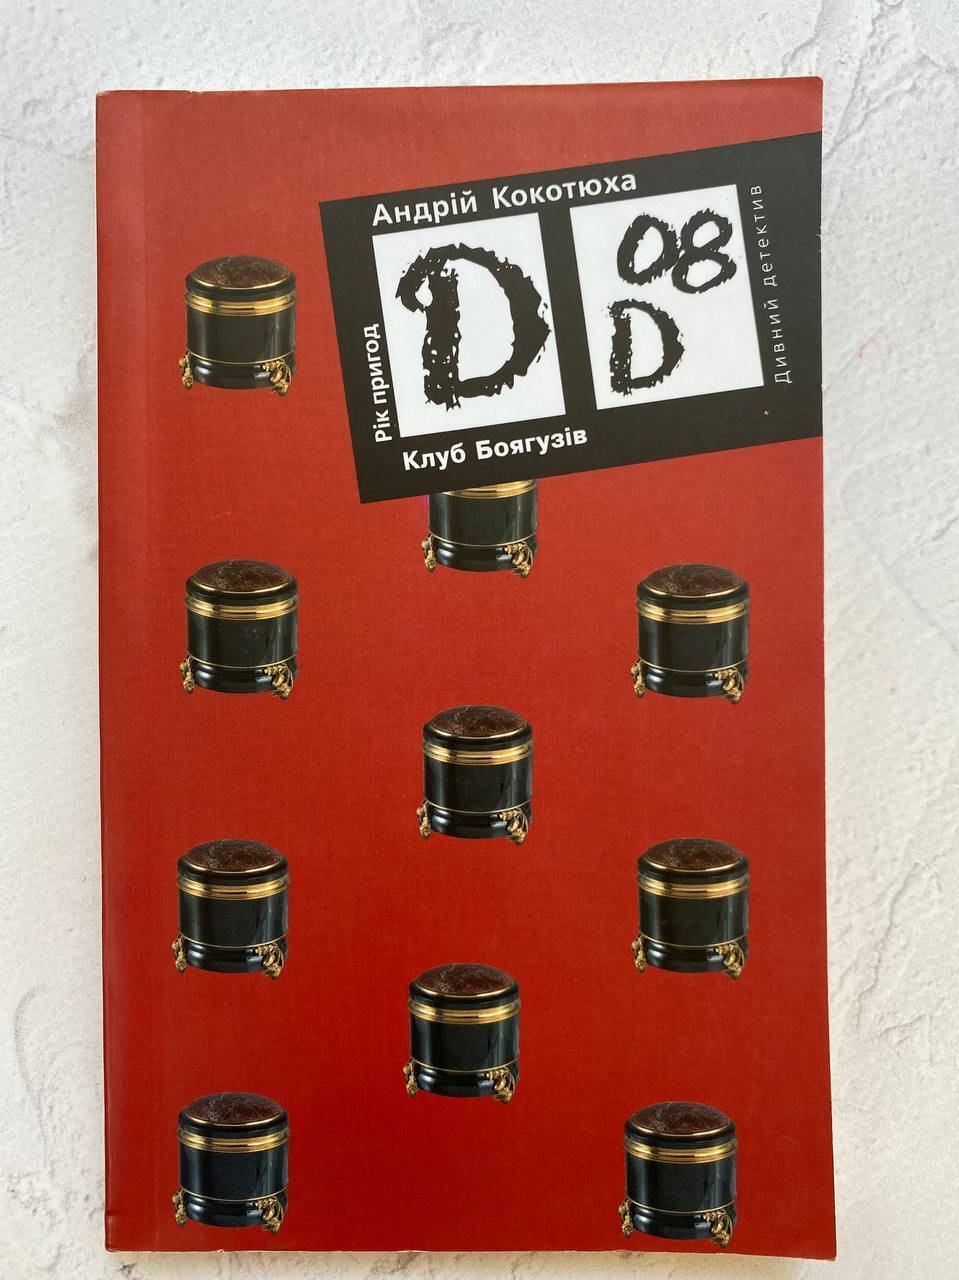 Андрій Кокотюха
Рік пригод
D
08
D
Дивний детектив
Клуб Боягузів